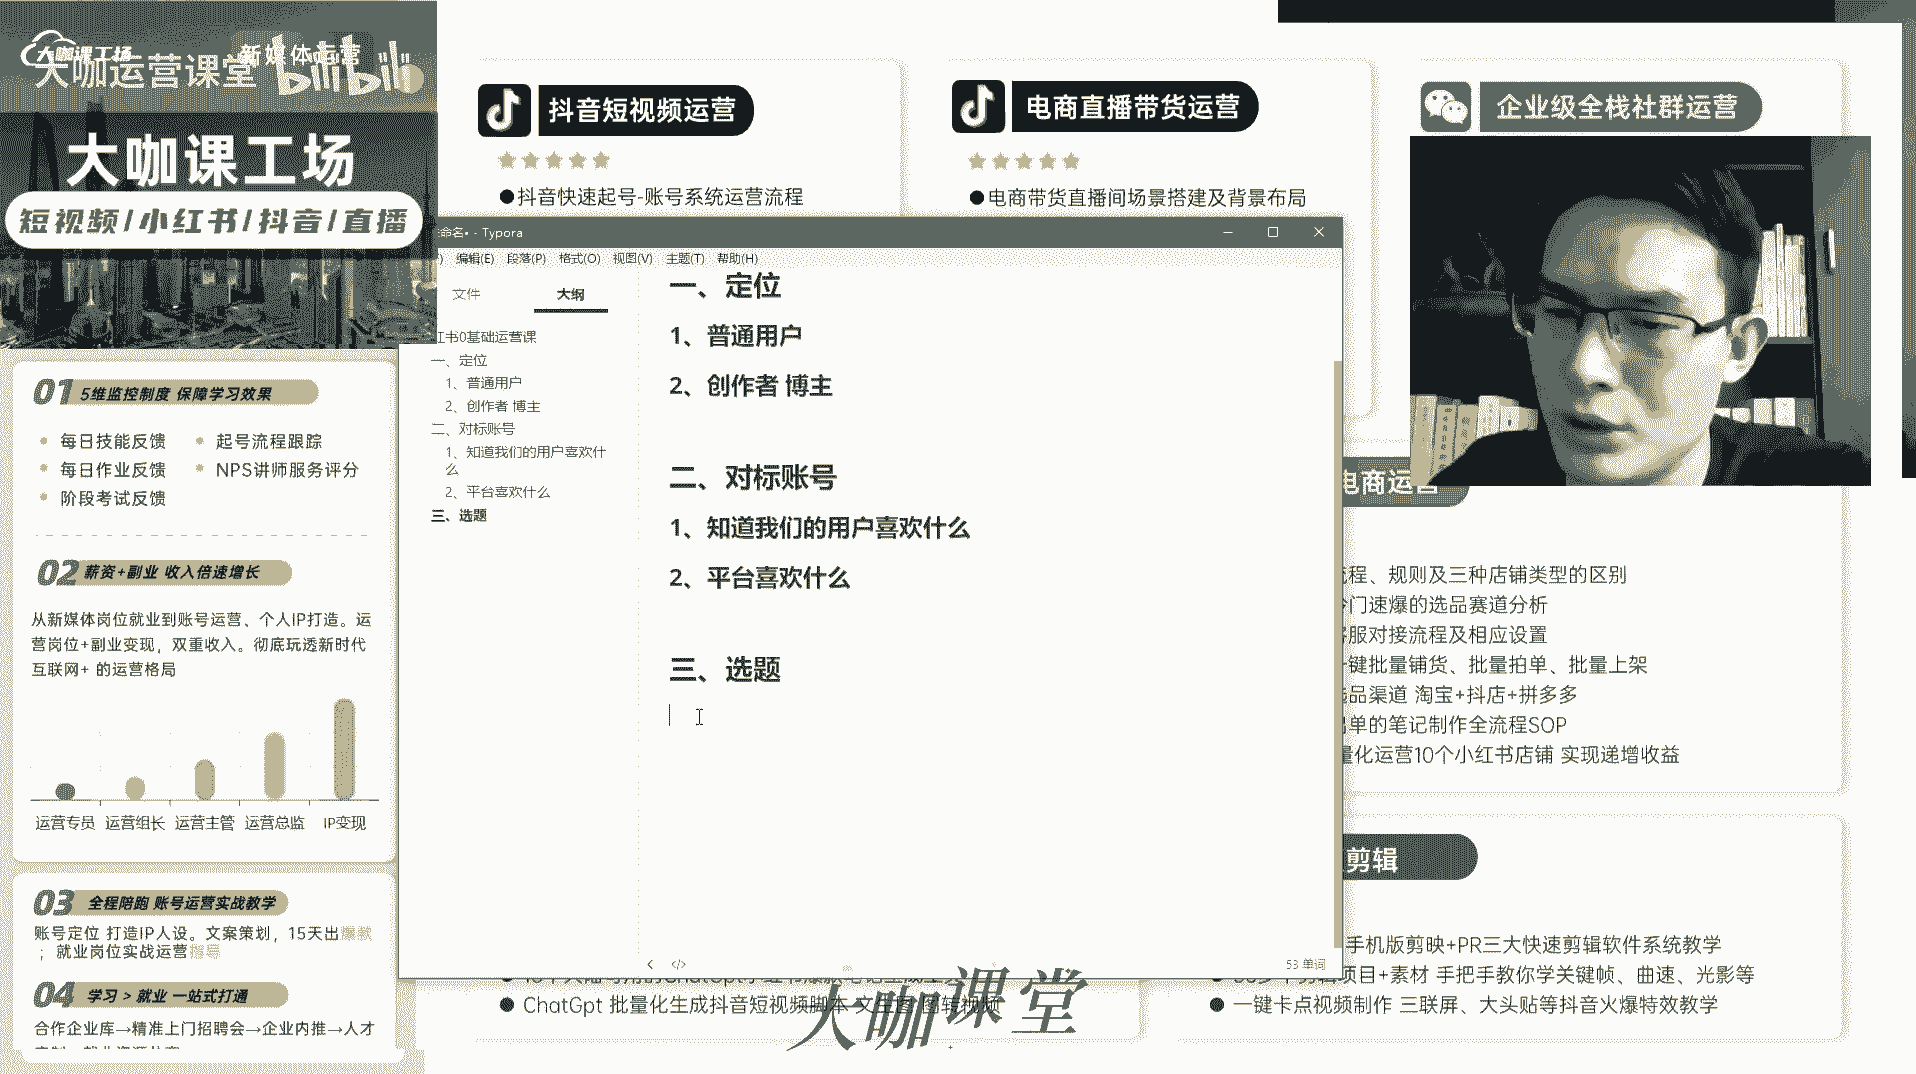 大咖课工场
新媒体运营
大咖运营课堂 bilibili
大咖课工场
短视频/小红书/抖音/直播
01 5维监控制度 保障学习效果
每日技能反馈 起号流程跟踪
每日作业反馈 NPS讲师服务评分
阶段考试反馈
02 薪资+副业 收入倍速增长
从新媒体岗位就业到账号运营、个人IP打造。运
营岗位+副业变现，双重收入。彻底玩透新时代
互联网+ 的运营格局
运营专员 运营组长 运营主管 运营总监 IP变现
03 全程陪跑 账号运营实战教学
账号定位 打造IP人设。文案策划，15天出爆款
；就业岗位实战运营指导
04 学习 > 就业 一站式打通
合作企业库→精准上门招聘会→企业内推→人才
抖音短视频运营
●抖音快速起号-账号系统运营流程
电商直播带货运营
●电商带货直播间场景搭建及背景布局
企业级全栈社群运营
命名• - Typora
编辑(E) 段落(P) 格式(O) 视图(V) 主题(T) 帮助(H)
文件 大纲
书0基础运营课
一、定位
1、普通用户
2、创作者 博主
二、对标账号
1、知道我们的用户喜欢什
么
2、平台喜欢什么
三、选题
一、定位
1、普通用户
2、创作者 博主
二、对标账号
1、知道我们的用户喜欢什么
2、平台喜欢什么
三、选题
53 单词
电商运营
流程、规则及三种店铺类型的区别
冷门速爆的选品赛道分析
客服对接流程及相应设置
一键批量铺货、批量拍单、批量上架
选品渠道 淘宝+抖店+拼多多
出单的笔记制作全流程SOP
量化运营10个小红书店铺 实现递增收益
剪辑
手机版剪映+PR三大快速剪辑软件系统教学
项目+素材 手把手教你学关键帧、曲速、光影等
●一键卡点视频制作 三联屏、大头贴等抖音火爆特效教学
●ChatGpt 批量化生成抖音短视频脚本 文生图 图转视频
大咖课堂